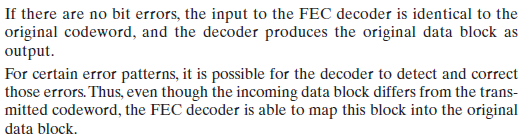 If there are no bit errors, the input to the FEC decoder is identical to the
original codeword, and the decoder produces the original data block as
output.
For certain error patterns, it is possible for the decoder to detect and correct
those errors. Thus, even though the incoming data block differs from the trans-
mitted codeword, the FEC decoder is able to map this block into the original
data block.